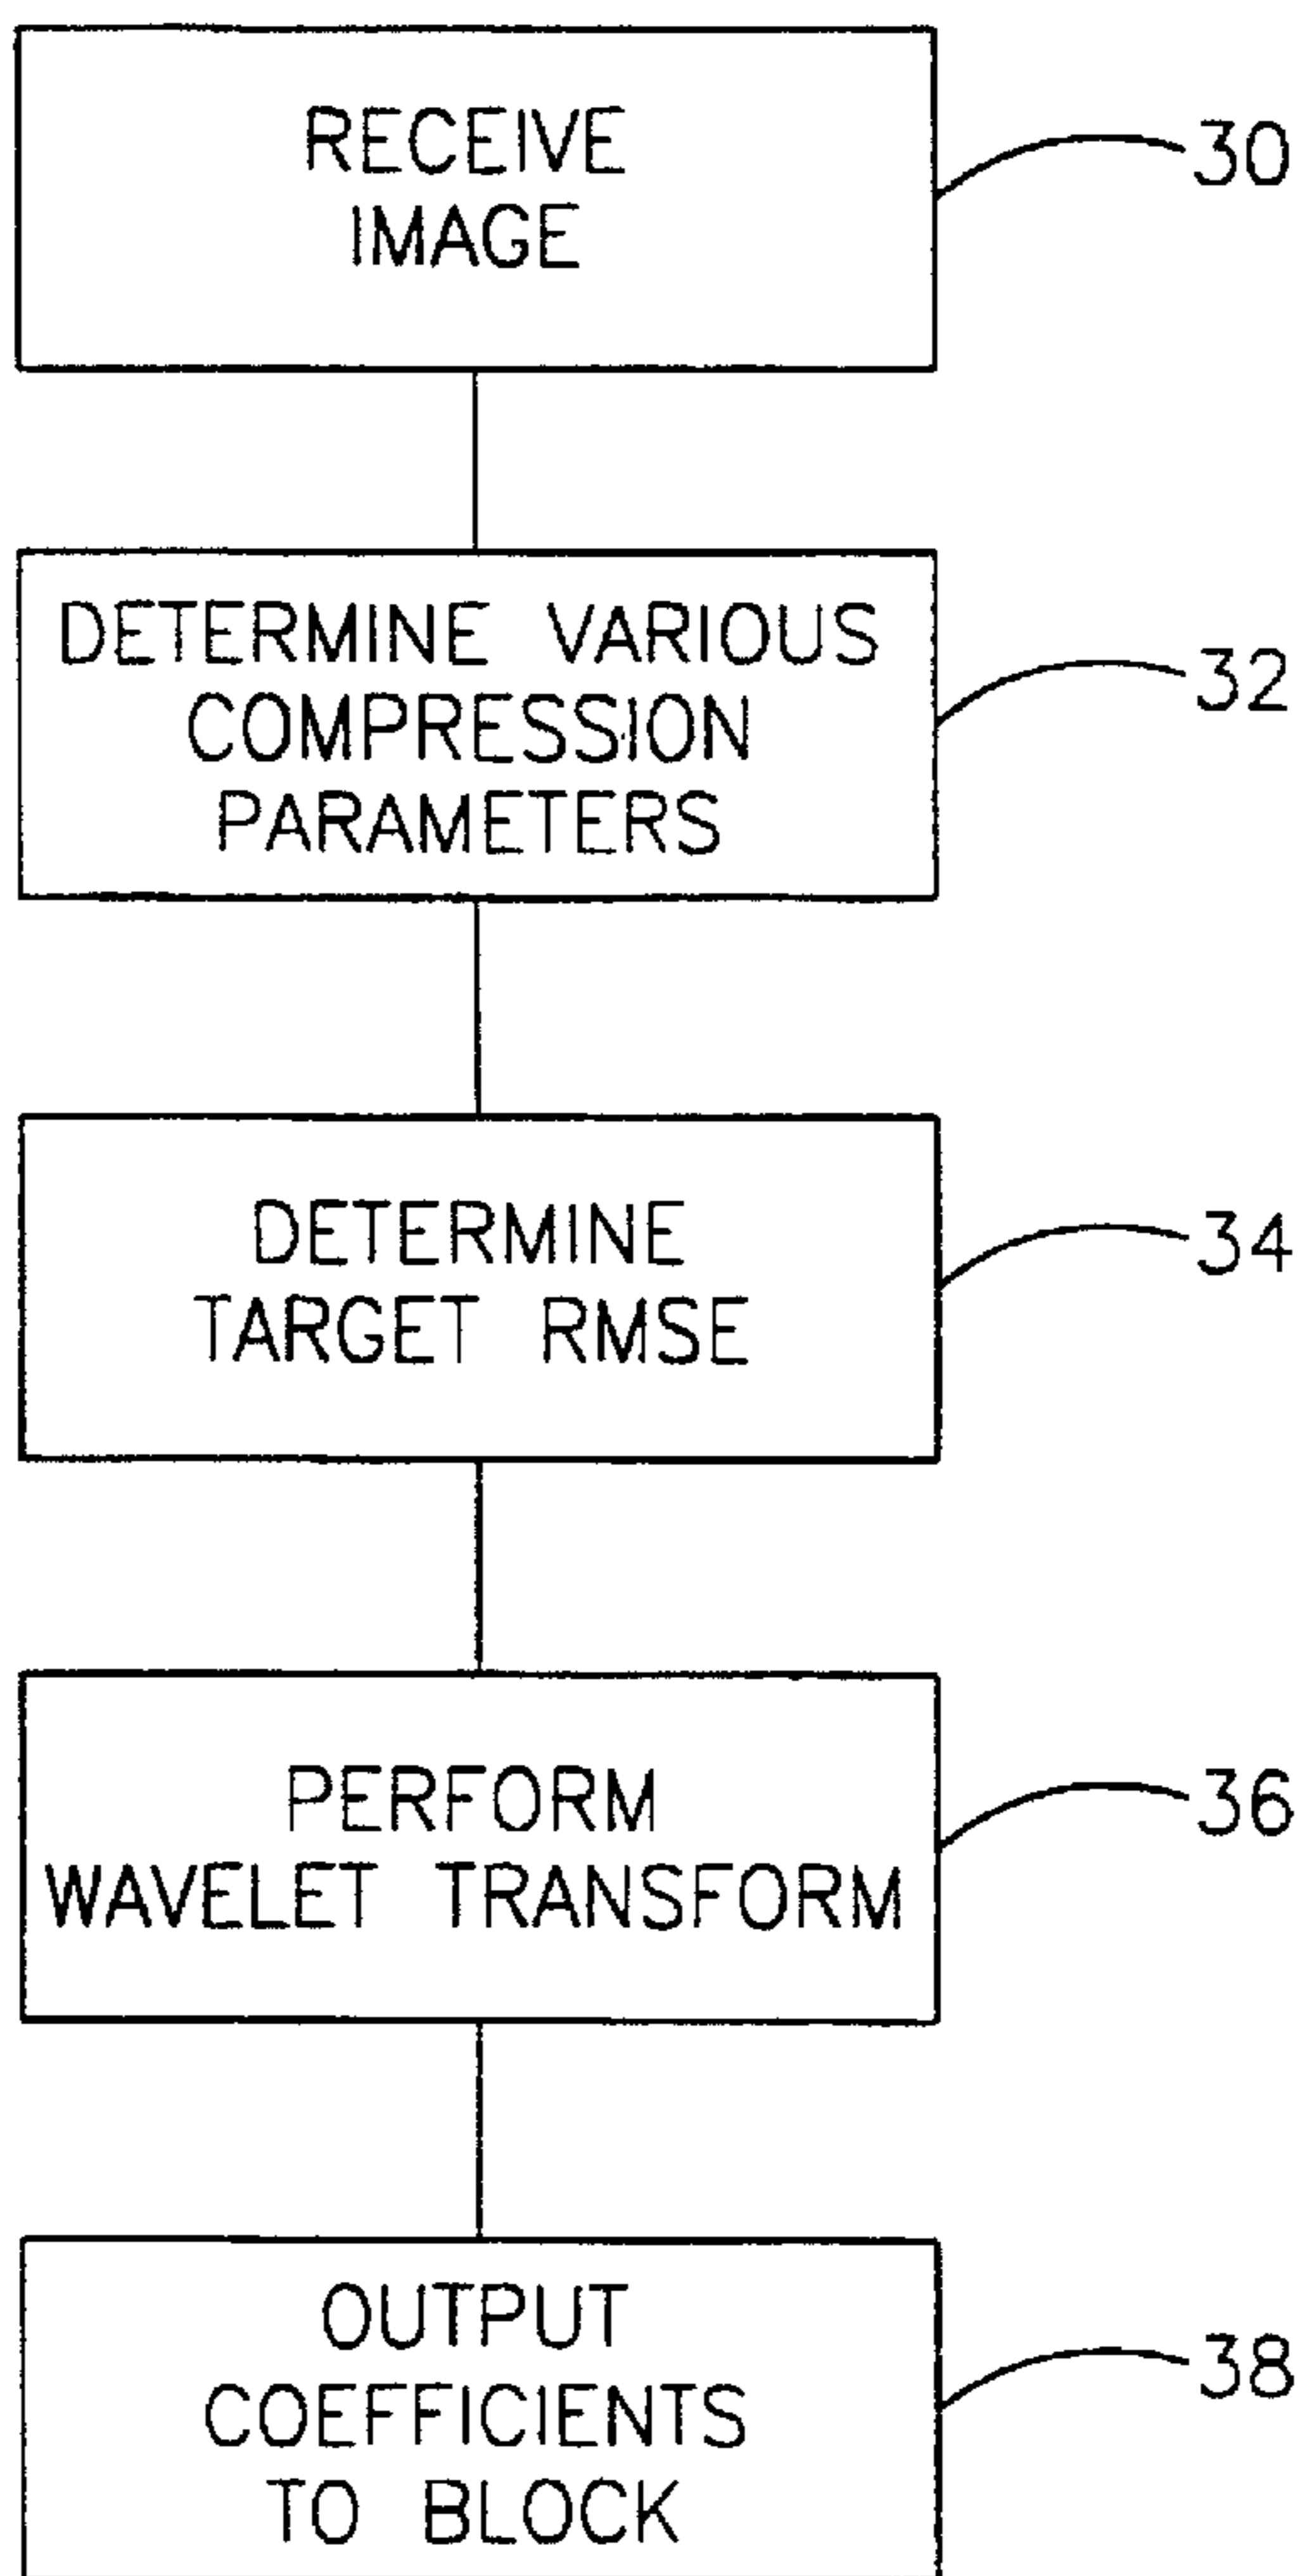 RECEIVE
IMAGE
30
DETERMINE VARIOUS
COMPRESSION
PARAMETERS
32
DETERMINE
TARGET RMSE
34
PERFORM
WAVELET TRANSFORM
36
OUTPUT
COEFFICIENTS
TO BLOCK
38